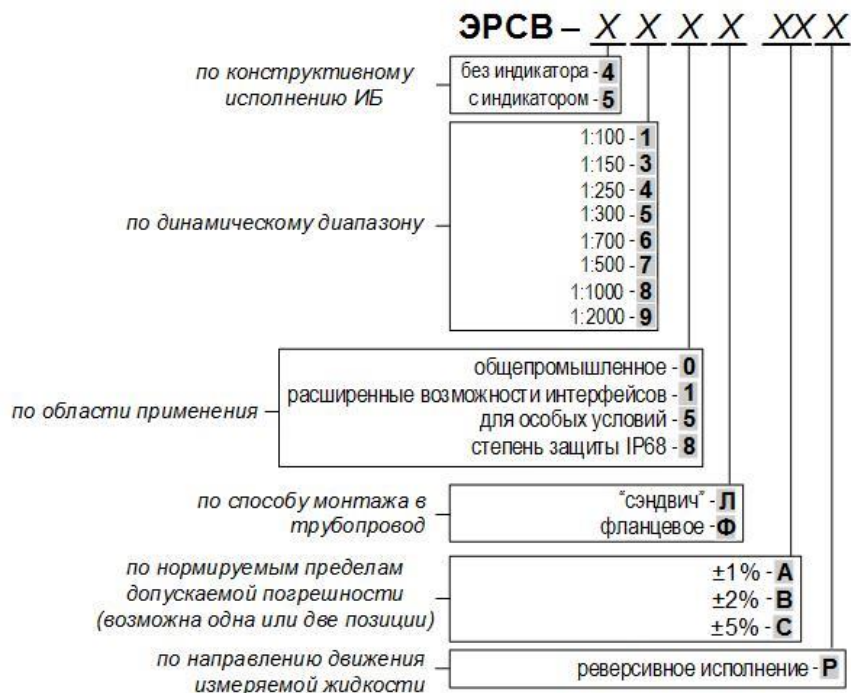 ЭРСВ – X X X X XX X
по конструктивному
исполнению ИБ
без индикатора - 4
с индикатором - 5
по динамическому диапазону
1:100 - 1
1:150 - 3
1:250 - 4
1:300 - 5
1:700 - 6
1:500 - 7
1:1000 - 8
1:2000 - 9
по области применения
общепромышленное - 0
расширенные возможности интерфейсов - 1
для особых условий - 5
степень защиты IP68 - 8
по способу монтажа в
трубопровод
"сэндвич" - Л
фланцевое - Ф
по нормируемым пределам
допускаемой погрешности
(возможна одна или две позиции)
±1% - A
±2% - B
±5% - C
по направлению движения
измеряемой жидкости
реверсивное исполнение - Р